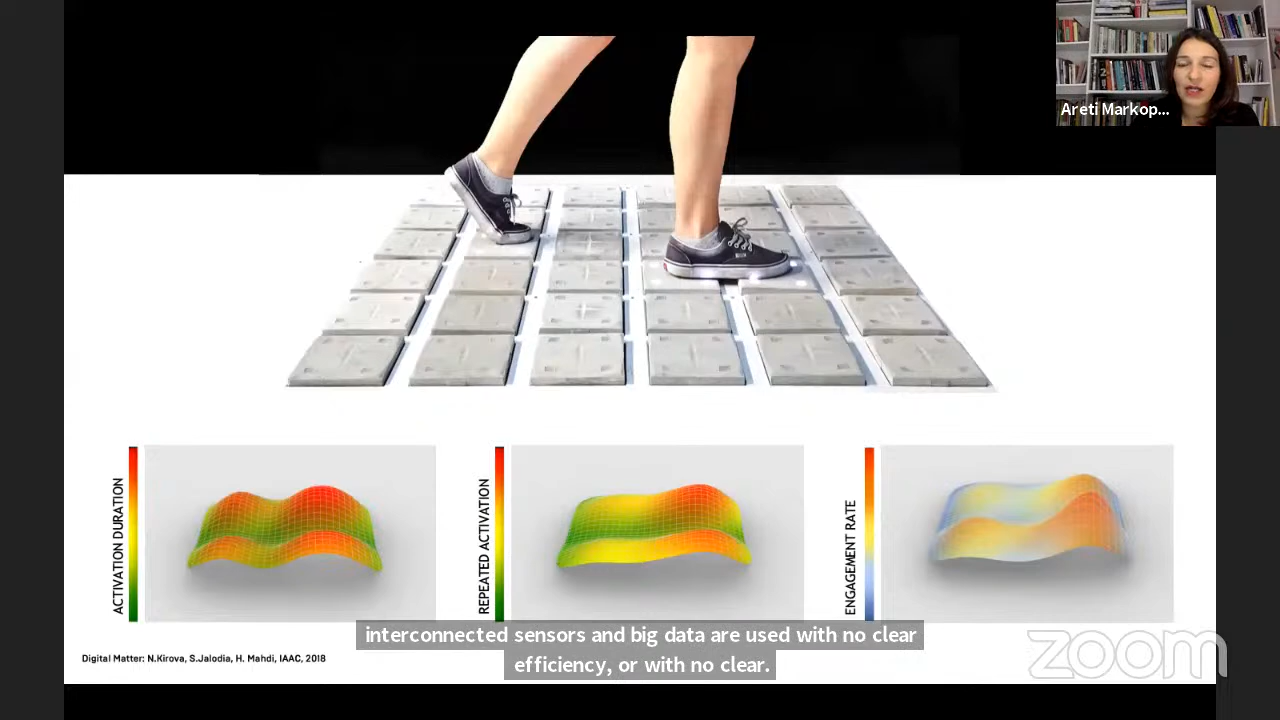 Areti Markop...
ACTIVATION DURATION
REPEATED ACTIVATION
ENGAGEMENT RATE
interconnected sensors and big data are used with no clear
efficiency, or with no clear.
Digital Matter: N.Kirova, S.Jalodia, H. Mahdi, IAAC, 2018
zoom